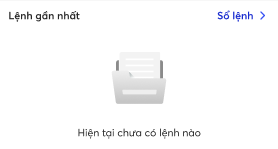 Lệnh gần nhất
Sổ lệnh
Hiện tại chưa có lệnh nào